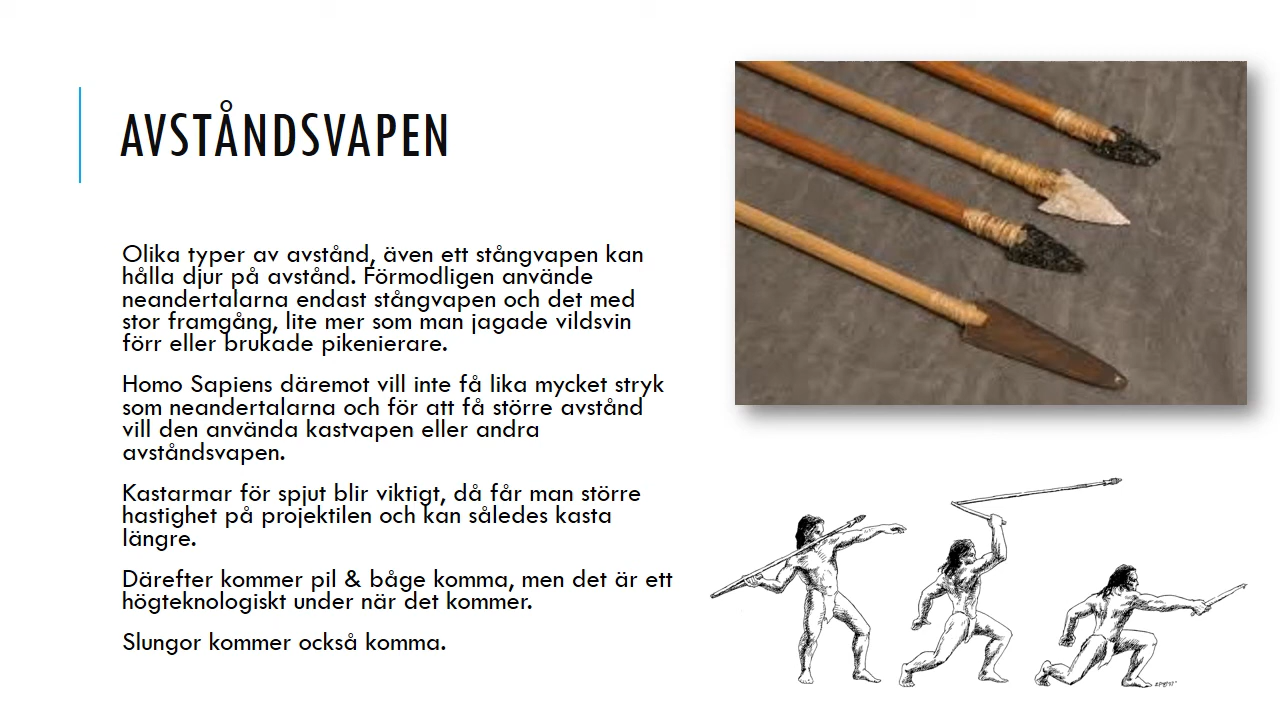 AVSTÅNDSVAPEN
Olika typer av avstånd, även ett stångvapen kan
hålla djur på avstånd. Förmodligen använde
neandertalarna endast stångvapen och det med
stor framgång, lite mer som man jagade vildsvin
förr eller brukade pikenierare.
Homo Sapiens däremot vill inte få lika mycket stryk
som neandertalarna och för att få större avstånd
vill den använda kastvapen eller andra
avståndsvapen.
Kastarmar för spjut blir viktigt, då får man större
hastighet på projektilen och kan således kasta
längre.
Därefter kommer pil & båge komma, men det är ett
högteknologiskt under när det kommer.
Slungor kommer också komma.